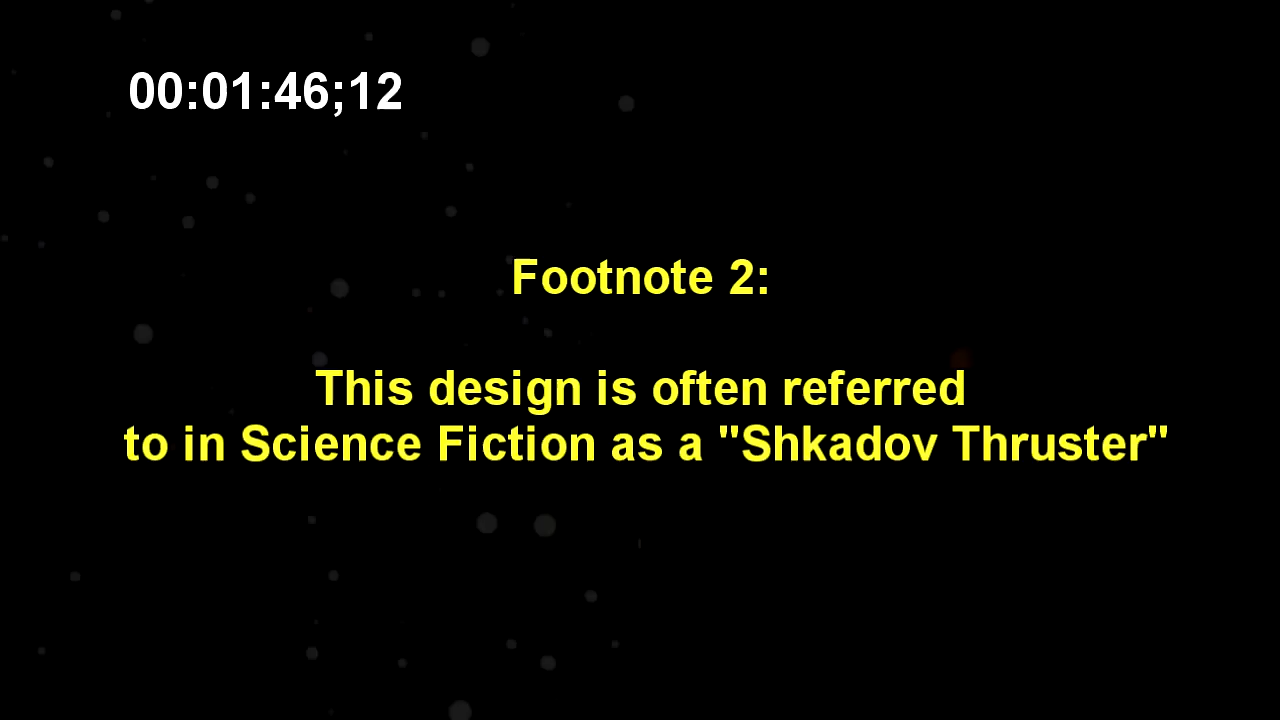 00:01:46;12
Footnote 2:
This design is often referred
to in Science Fiction as a "Shkadov Thruster"